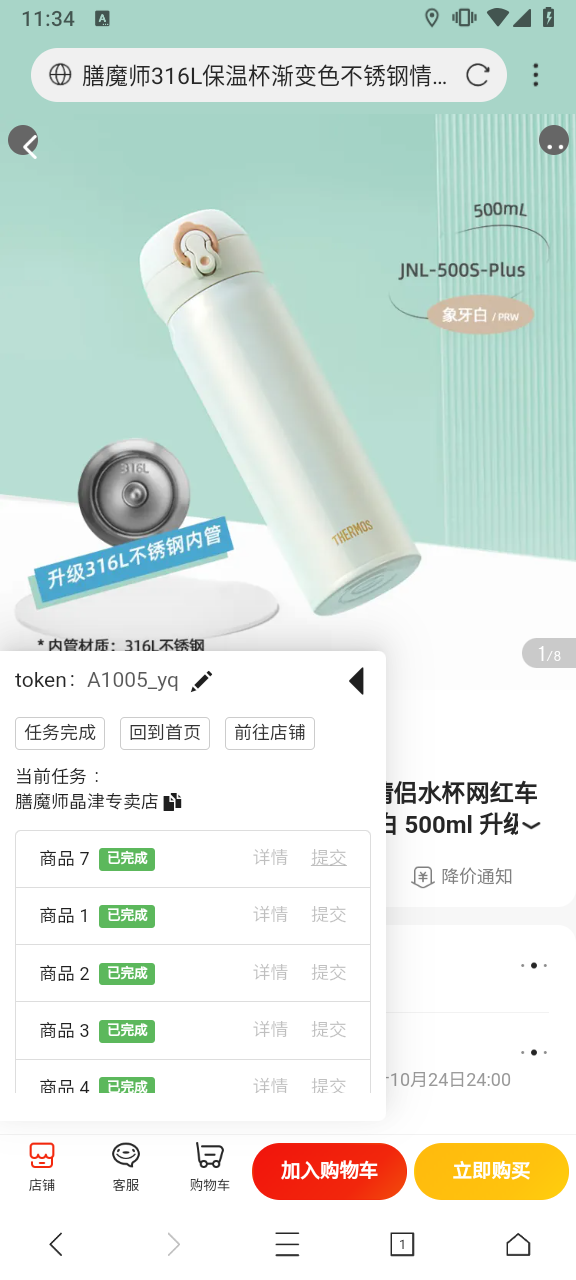 11:34
A
膳魔师316L保温杯渐变色不锈钢情...
500mL
JNL-500S-Plus
象牙白 / PRW
316L
THERMOS
升级316L不锈钢内管
* 内管材质：316L不锈钢
1/8
token： A1005_yq
任务完成 回到首页 前往店铺
当前任务：
膳魔师晶津专卖店
情侣水杯网红车
白 500ml 升级
商品 7 已完成 详情 提交
降价通知
商品 1 已完成 详情 提交
商品 2 已完成 详情 提交
商品 3 已完成 详情 提交
商品 4 已完成 详情 提交
10月24日24:00
店铺 客服 购物车 加入购物车 立即购买
1